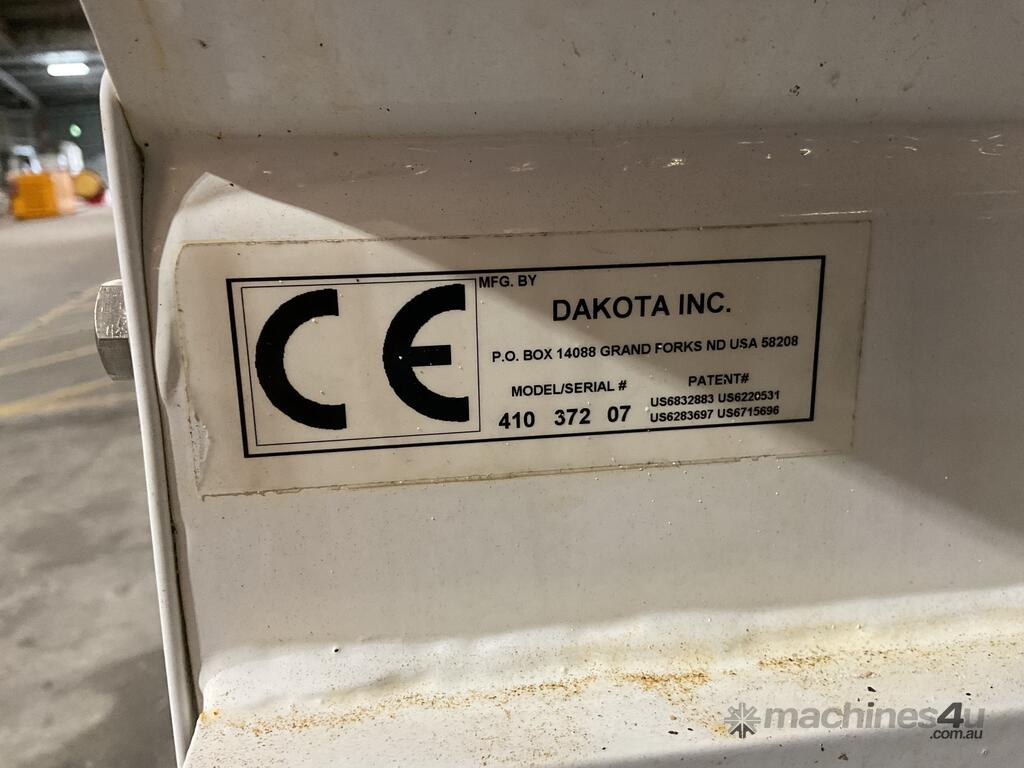 CE
MFG. BY
DAKOTA INC.
P.O. BOX 14088 GRAND FORKS ND USA 58208
MODEL/SERIAL #
410 372 07
PATENT#
US6832883 US6220531
US6283697 US6715696
machines4u
.com.au